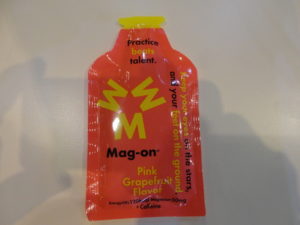 Practice
beats
talent.
Keep your eyes on the stars,
and your feet on the ground.
M
Mag-on
Pink
Grapefruit
Flavor
50mg
+ Caffeine